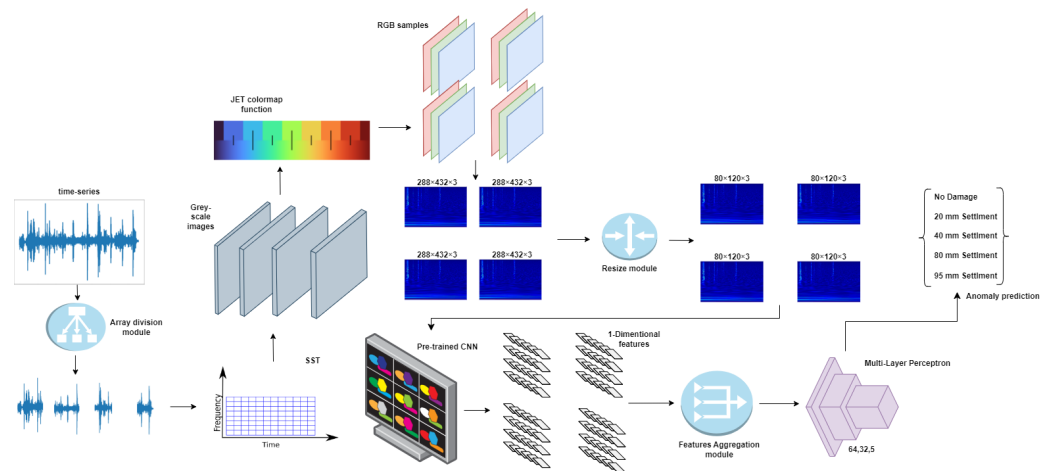 RGB samples
JET colormap
function
time-series
Grey-
scale
images
288×432×3
288×432×3
288×432×3
288×432×3
Resize module
80×120×3
80×120×3
80×120×3
80×120×3
No Damage
20 mm Settlment
40 mm Settlment
80 mm Settlment
95 mm Settlment
Anomaly prediction
Array division
module
SST
Frequency
Time
Pre-trained CNN
1-Dimentional
features
Features Aggregation
module
Multi-Layer Perceptron
64,32,5